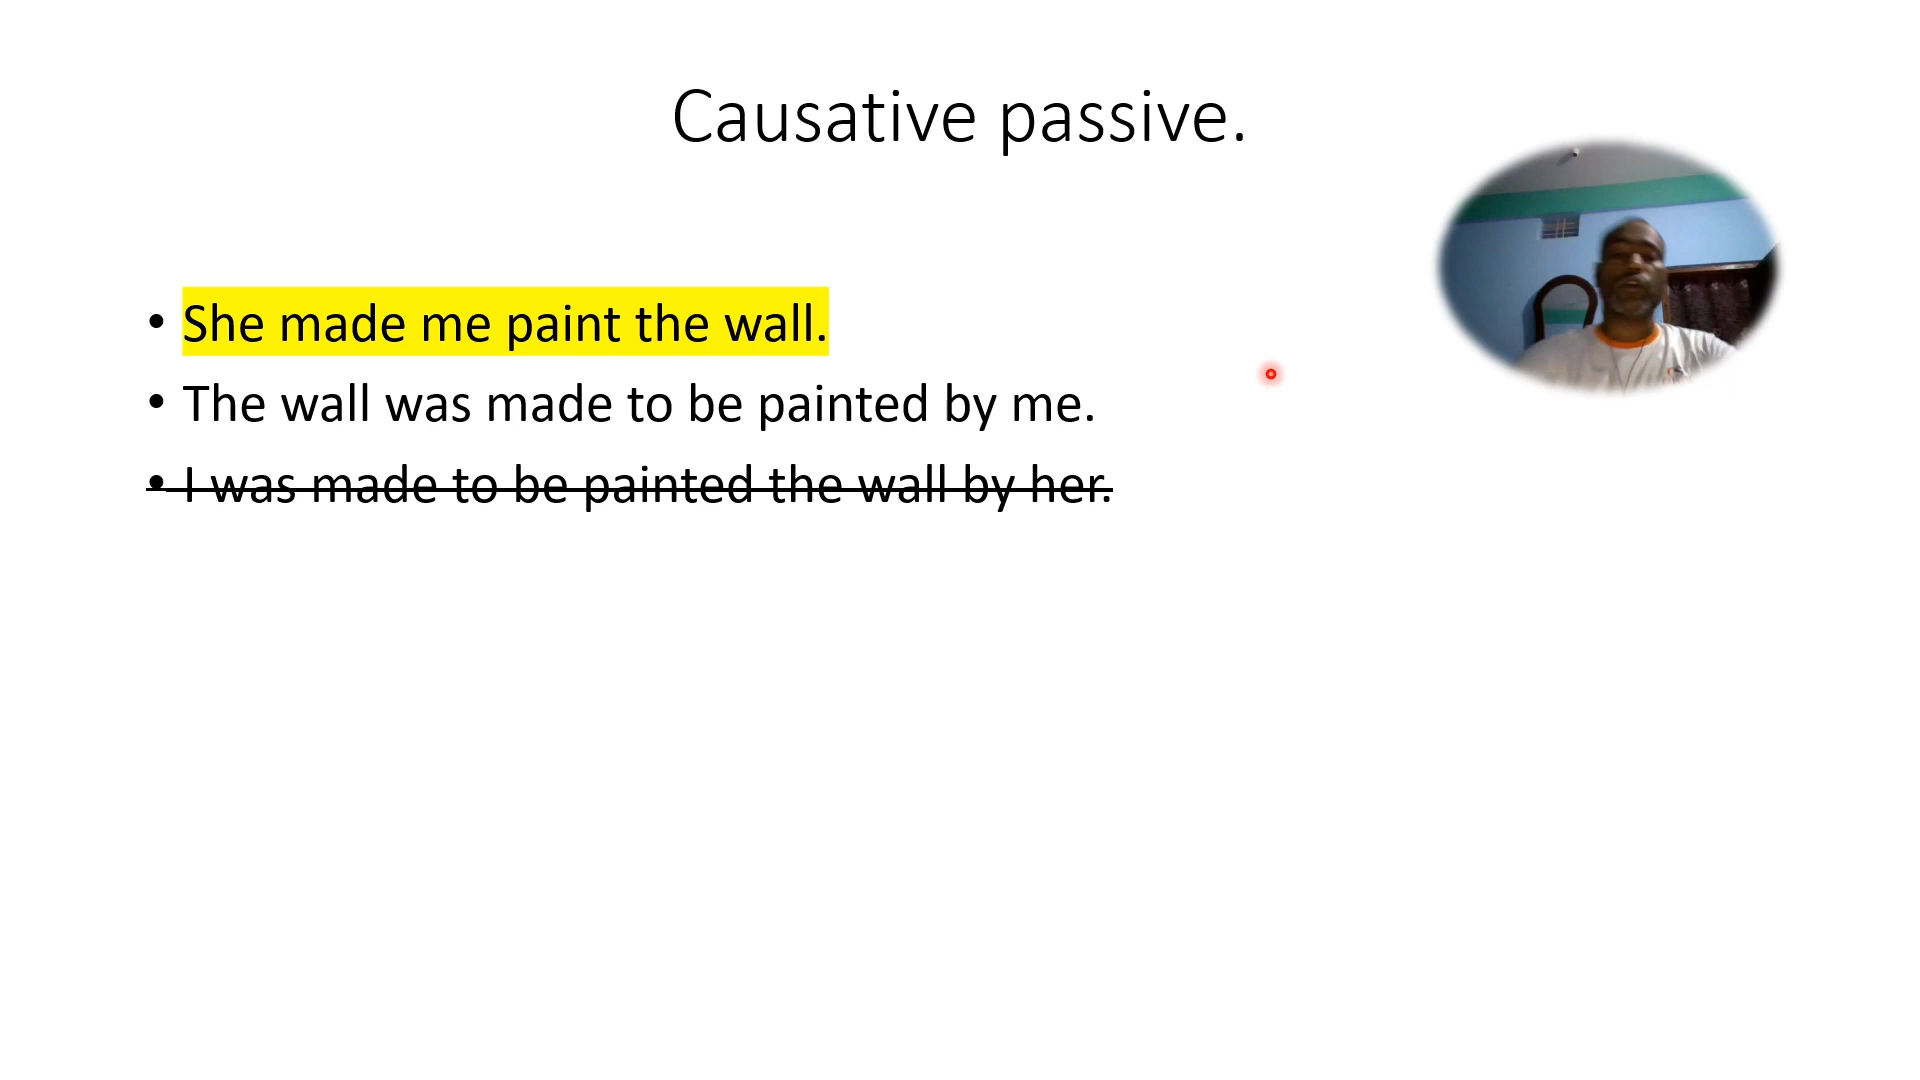 Causative passive.
• She made me paint the wall.
• The wall was made to be painted by me.
• I was made to be painted the wall by her.